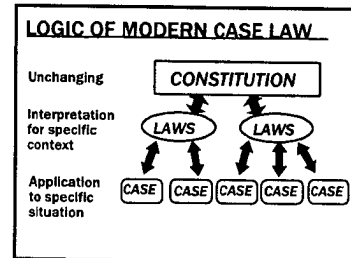 LOGIC OF MODERN CASE LAW
Unchanging
CONSTITUTION
Interpretation
for specific
context
LAWS LAWS
Application
to specific
situation
CASE CASE CASE CASE CASE